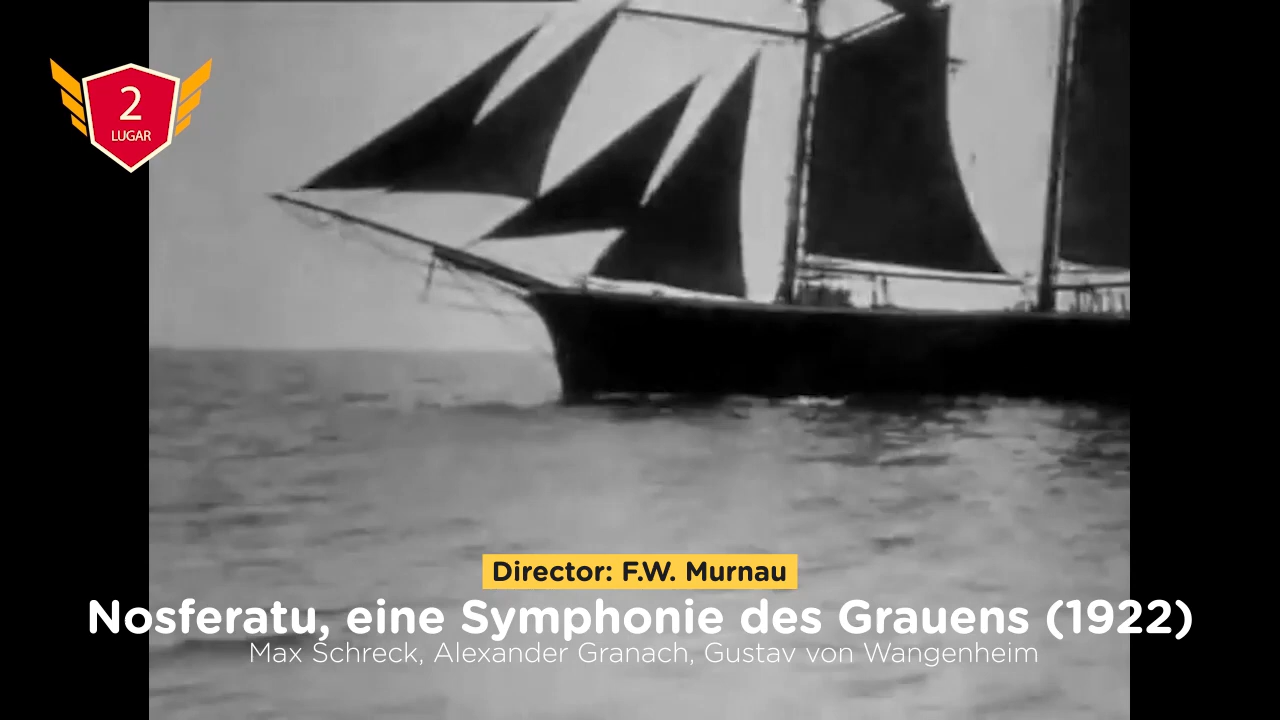 2
LUGAR
Director: F.W. Murnau
Nosferatu, eine Symphonie des Grauens (1922)
Max Schreck, Alexander Granach, Gustav von Wangenheim